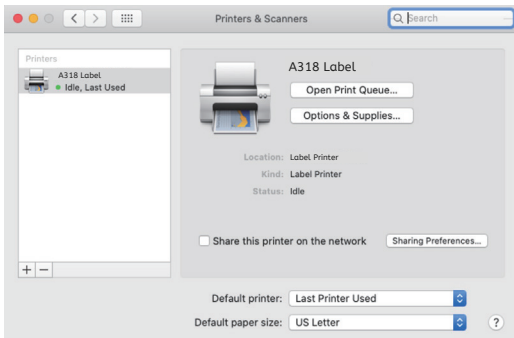 Printers & Scanners
Search
Printers
A318 Label
Idle, Last Used
A318 Label
Open Print Queue...
Options & Supplies...
Location: Label Printer
Kind: Label Printer
Status: Idle
Share this printer on the network
Sharing Preferences...
+ −
Default printer: Last Printer Used
Default paper size: US Letter
?